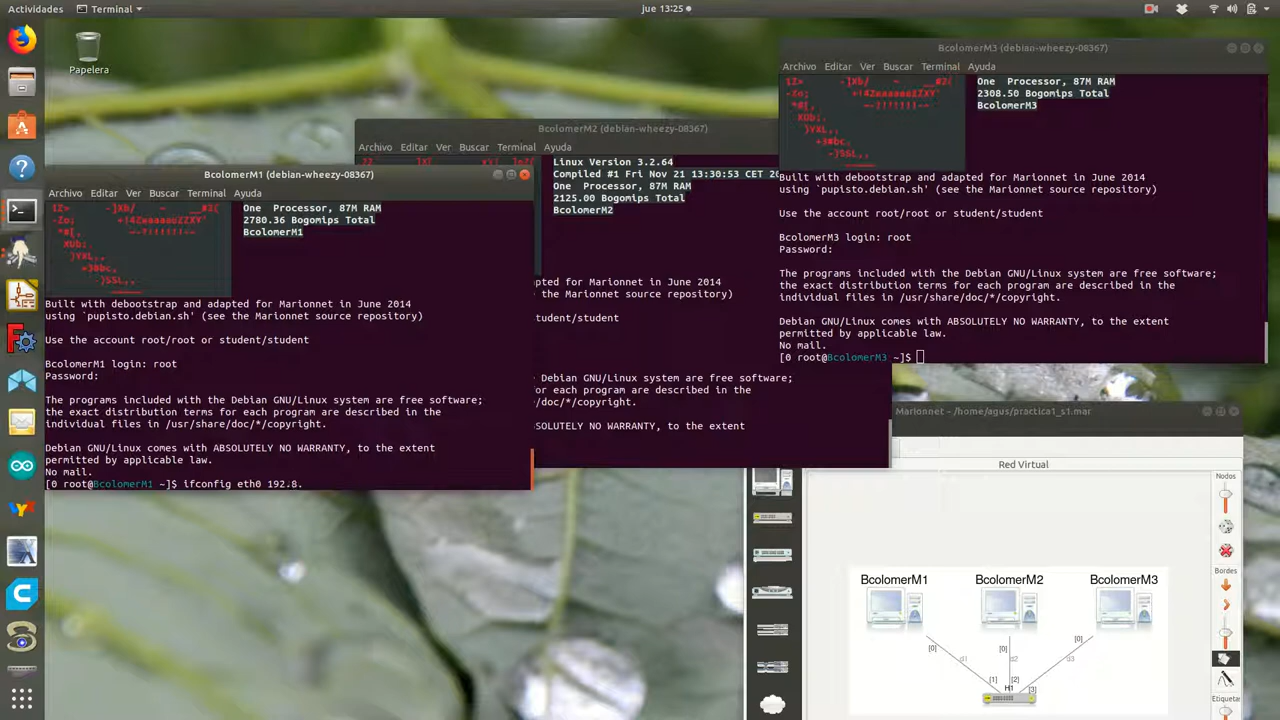 Actividades
Terminal
jue 13:25
Papelera
BcolomerM3 (debian-wheezy-08367)
Archivo Editar Ver Buscar Terminal Ayuda
One Processor, 87M RAM
2308.50 Bogomips Total
BcolomerM3
Built with debootstrap and adapted for Marionnet in June 2014
using `pupisto.debian.sh' (see the Marionnet source repository)
Use the account root/root or student/student
BcolomerM3 login: root
Password:
The programs included with the Debian GNU/Linux system are free software;
the exact distribution terms for each program are described in the
individual files in /usr/share/doc/*/copyright.
Debian GNU/Linux comes with ABSOLUTELY NO WARRANTY, to the extent
permitted by applicable law.
No mail.
[0 root@BcolomerM3 ~]$
BcolomerM2 (debian-wheezy-08367)
Archivo Editar Ver Buscar Terminal Ayuda
Linux Version 3.2.64
Compiled #1 Fri Nov 21 13:30:53 CET 20
One Processor, 87M RAM
2125.00 Bogomips Total
BcolomerM2
pted for Marionnet in June 2014
the Marionnet source repository)
tudent/student
Debian GNU/Linux system are free software;
for each program are described in the
/doc/*/copyright.
SOLUTELY NO WARRANTY, to the extent
BcolomerM1 (debian-wheezy-08367)
Archivo Editar Ver Buscar Terminal Ayuda
One Processor, 87M RAM
2780.36 Bogomips Total
BcolomerM1
Built with debootstrap and adapted for Marionnet in June 2014
using `pupisto.debian.sh' (see the Marionnet source repository)
Use the account root/root or student/student
BcolomerM1 login: root
Password:
The programs included with the Debian GNU/Linux system are free software;
the exact distribution terms for each program are described in the
individual files in /usr/share/doc/*/copyright.
Debian GNU/Linux comes with ABSOLUTELY NO WARRANTY, to the extent
permitted by applicable law.
No mail.
[0 root@BcolomerM1 ~]$ ifconfig eth0 192.8.
Marionnet - /home/agus/practica1_s1.mar
Red Virtual
Nodos
Bordes
Etiquetas
BcolomerM1 BcolomerM2 BcolomerM3
[0] [0] [0]
d1 d2 d3
[1] [2] [3]
H1